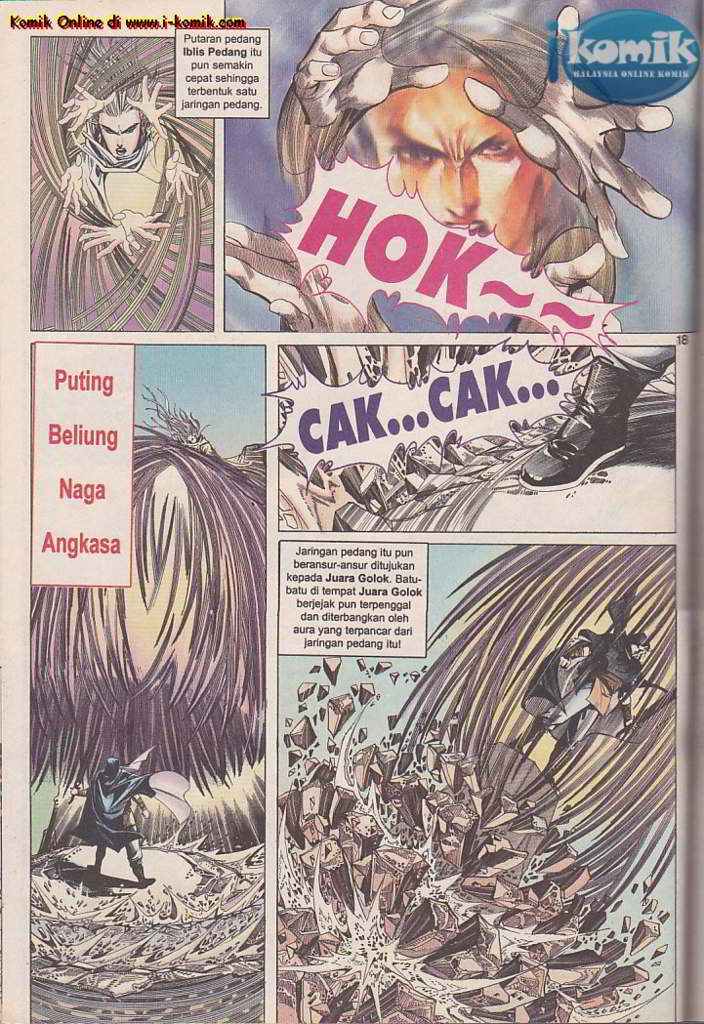 Komik Online di www.i-komik.com
Putaran pedang
Iblis Pedang itu
pun semakin
cepat sehingga
terbentuk satu
jaringan pedang.
ikomik
MALAYSIA ONLINE KOMIK
HOK~~
18
Puting
Beliung
Naga
Angkasa
CAK...CAK...
Jaringan pedang itu pun
beransur-ansur ditujukan
kepada Juara Golok. Batu-
batu di tempat Juara Golok
berjejak pun terpenggal
dan diterbangkan oleh
aura yang terpancar dari
jaringan pedang itu!